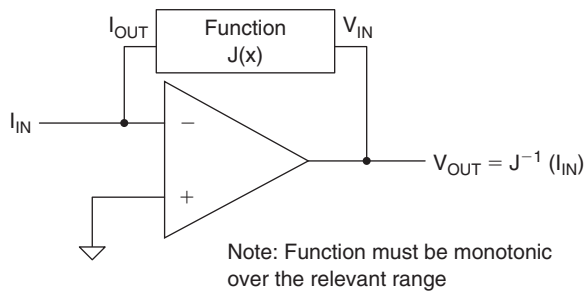 I_OUT
Function
J(x)
V_IN
I_IN
−
+
V_OUT = J⁻¹ (I_IN)
Note: Function must be monotonic
over the relevant range